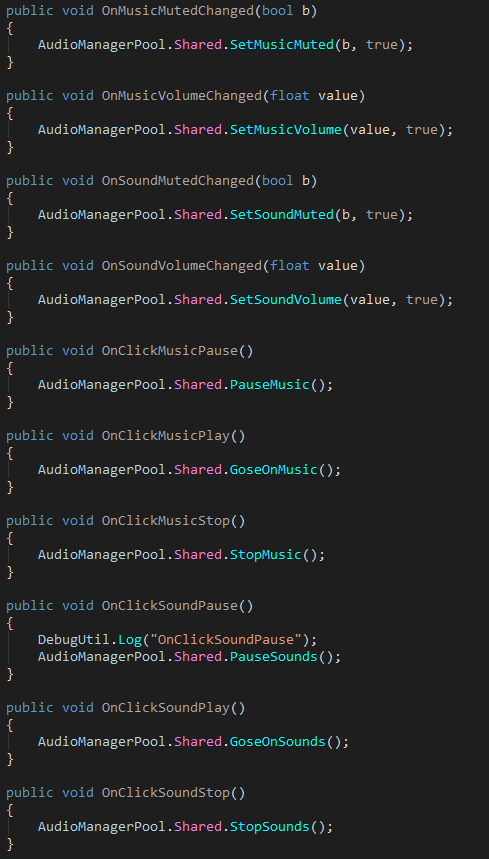 public void OnMusicMutedChanged(bool b)
{
    AudioManagerPool.Shared.SetMusicMuted(b, true);
}
public void OnMusicVolumeChanged(float value)
{
    AudioManagerPool.Shared.SetMusicVolume(value, true);
}
public void OnSoundMutedChanged(bool b)
{
    AudioManagerPool.Shared.SetSoundMuted(b, true);
}
public void OnSoundVolumeChanged(float value)
{
    AudioManagerPool.Shared.SetSoundVolume(value, true);
}
public void OnClickMusicPause()
{
    AudioManagerPool.Shared.PauseMusic();
}
public void OnClickMusicPlay()
{
    AudioManagerPool.Shared.GoseOnMusic();
}
public void OnClickMusicStop()
{
    AudioManagerPool.Shared.StopMusic();
}
public void OnClickSoundPause()
{
    DebugUtil.Log("OnClickSoundPause");
    AudioManagerPool.Shared.PauseSounds();
}
public void OnClickSoundPlay()
{
    AudioManagerPool.Shared.GoseOnSounds();
}
public void OnClickSoundStop()
{
    AudioManagerPool.Shared.StopSounds();
}